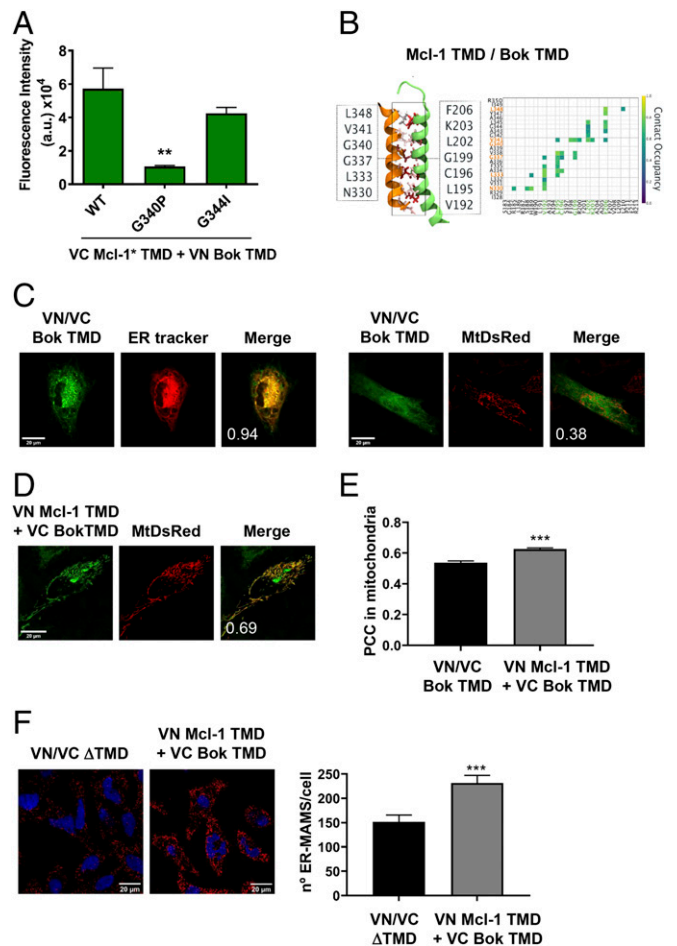 A
Fluorescence Intensity
(a.u.) x10⁴
8
6
4
2
0
**
WT
G340P
G344I
VC Mcl-1* TMD + VN Bok TMD
B
Mcl-1 TMD / Bok TMD
L348
V341
G340
G337
L333
N330
F206
K203
L202
G199
C196
L195
V192
Contact Occupancy
C
VN/VC
Bok TMD
ER tracker
Merge
20 µm
0.94
VN/VC
Bok TMD
MtDsRed
Merge
20 µm
0.38
D
VN Mcl-1 TMD
+ VC BokTMD
MtDsRed
Merge
20 µm
0.69
E
PCC in mitochondria
0.8
0.6
0.4
0.2
0.0
***
VN/VC
Bok TMD
VN Mcl-1 TMD
+ VC Bok TMD
F
VN/VC ΔTMD
VN Mcl-1 TMD
+ VC Bok TMD
20 µm
20 µm
nº ER-MAMS/cell
250
200
150
100
50
0
***
VN/VC
ΔTMD
VN Mcl-1 TMD
+ VC Bok TMD